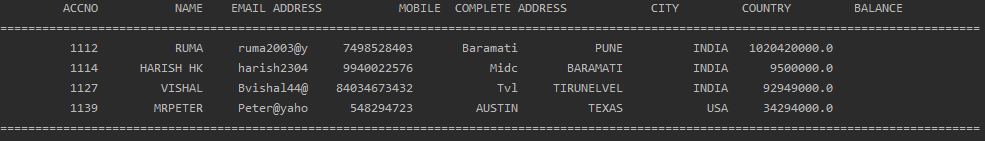 ACCNO NAME EMAIL ADDRESS MOBILE COMPLETE ADDRESS CITY COUNTRY BALANCE
1112 RUMA ruma2003@y 7498528403 Baramati PUNE INDIA 1020420000.0
1114 HARISH HK harish2304 9940022576 Midc BARAMATI INDIA 9500000.0
1127 VISHAL Bvishal44@ 84034673432 Tvl TIRUNELVEL INDIA 92949000.0
1139 MRPETER Peter@yaho 548294723 AUSTIN TEXAS USA 34294000.0